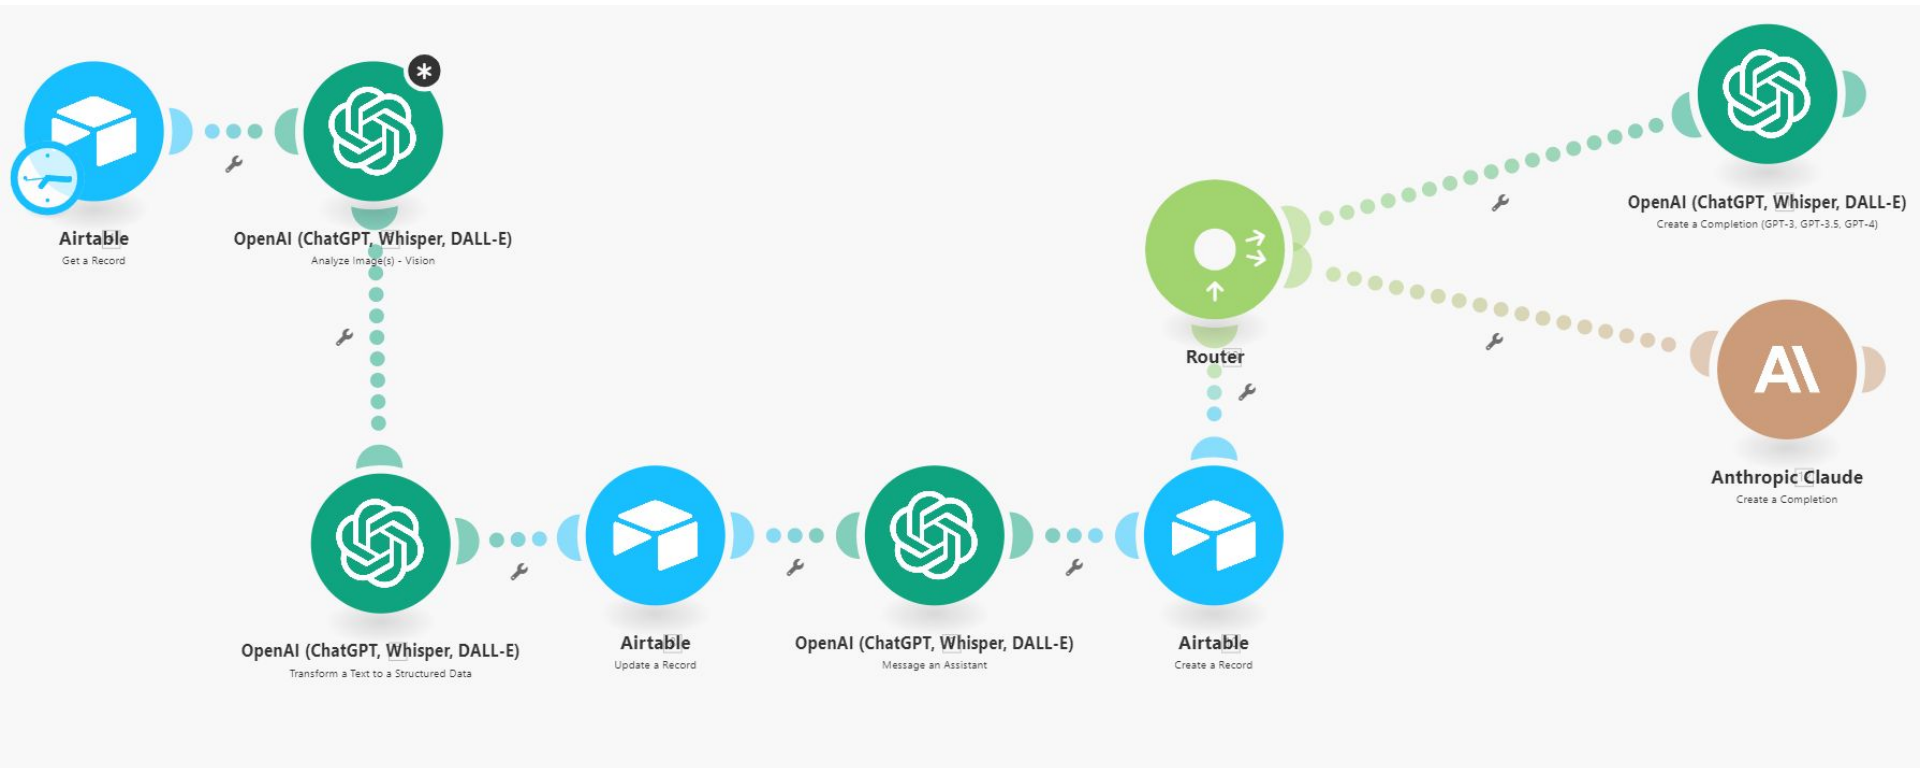 Airtable
Get a Record
OpenAI (ChatGPT, Whisper, DALL-E)
Analyze Image(s) - Vision
OpenAI (ChatGPT, Whisper, DALL-E)
Transform a Text to a Structured Data
Airtable
Update a Record
OpenAI (ChatGPT, Whisper, DALL-E)
Message an Assistant
Airtable
Create a Record
Router
OpenAI (ChatGPT, Whisper, DALL-E)
Create a Completion (GPT-3, GPT-3.5, GPT-4)
Anthropic Claude
Create a Completion